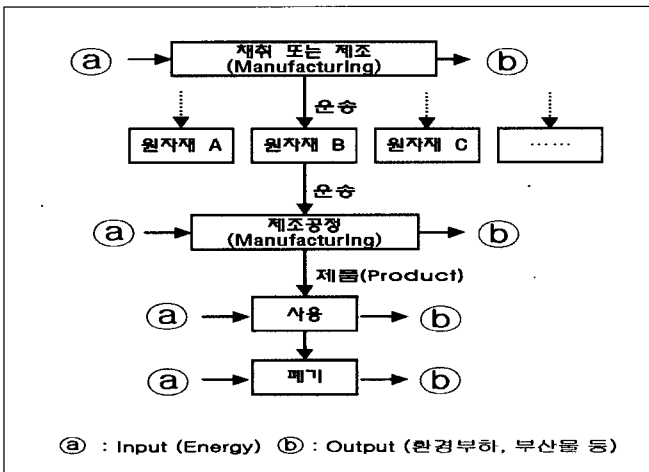 ⓐ 채취 또는 제조 ⓑ
(Manufacturing)
운송
원자재 A 원자재 B 원자재 C ......
운송
ⓐ 제조공정 ⓑ
(Manufacturing)
제품(Product)
ⓐ 사용 ⓑ
ⓐ 폐기 ⓑ
ⓐ : Input (Energy) ⓑ : Output (환경부하, 부산물 등)